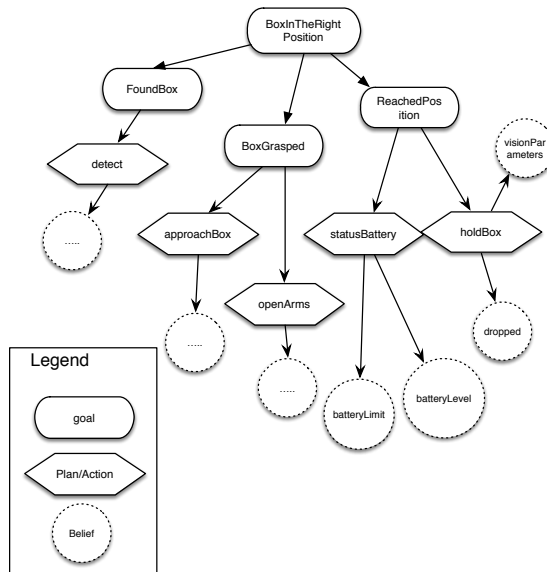 BoxInTheRight
Position
FoundBox
ReachedPos
ition
visionPar
ameters
BoxGrasped
detect
.....
approachBox
statusBattery
holdBox
openArms
dropped
.....
.....
batteryLimit
batteryLevel
Legend
goal
Plan/Action
Belief